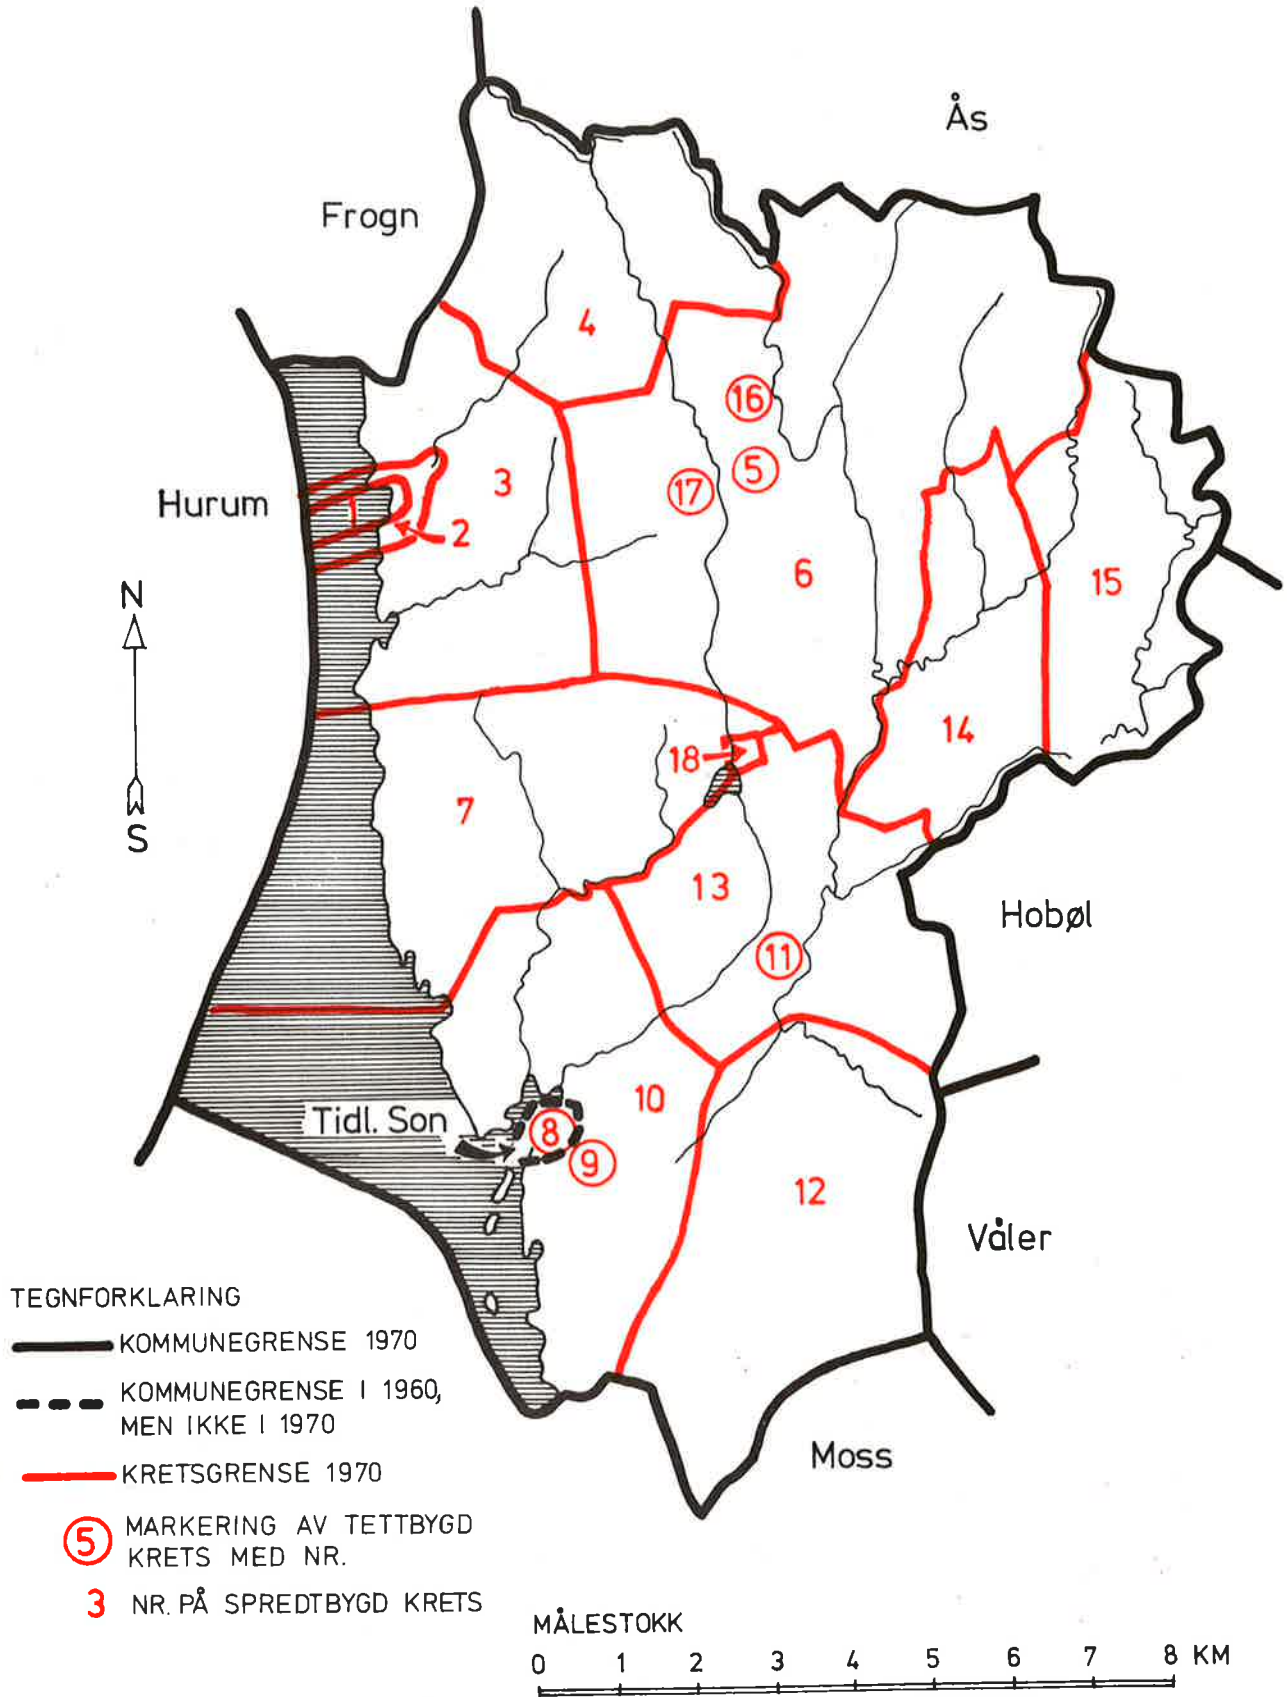 Ås
Frogn
4
16
5
Hurum
3
17
1
2
6
15
N
S
14
18
7
13
Hobøl
11
10
Tidl. Son
8
9
12
Våler
Moss
TEGNFORKLARING
KOMMUNEGRENSE 1970
KOMMUNEGRENSE I 1960,
MEN IKKE I 1970
KRETSGRENSE 1970
5 MARKERING AV TETTBYGD
KRETS MED NR.
3 NR. PÅ SPREDTBYGD KRETS
MÅLESTOKK
0 1 2 3 4 5 6 7 8 KM